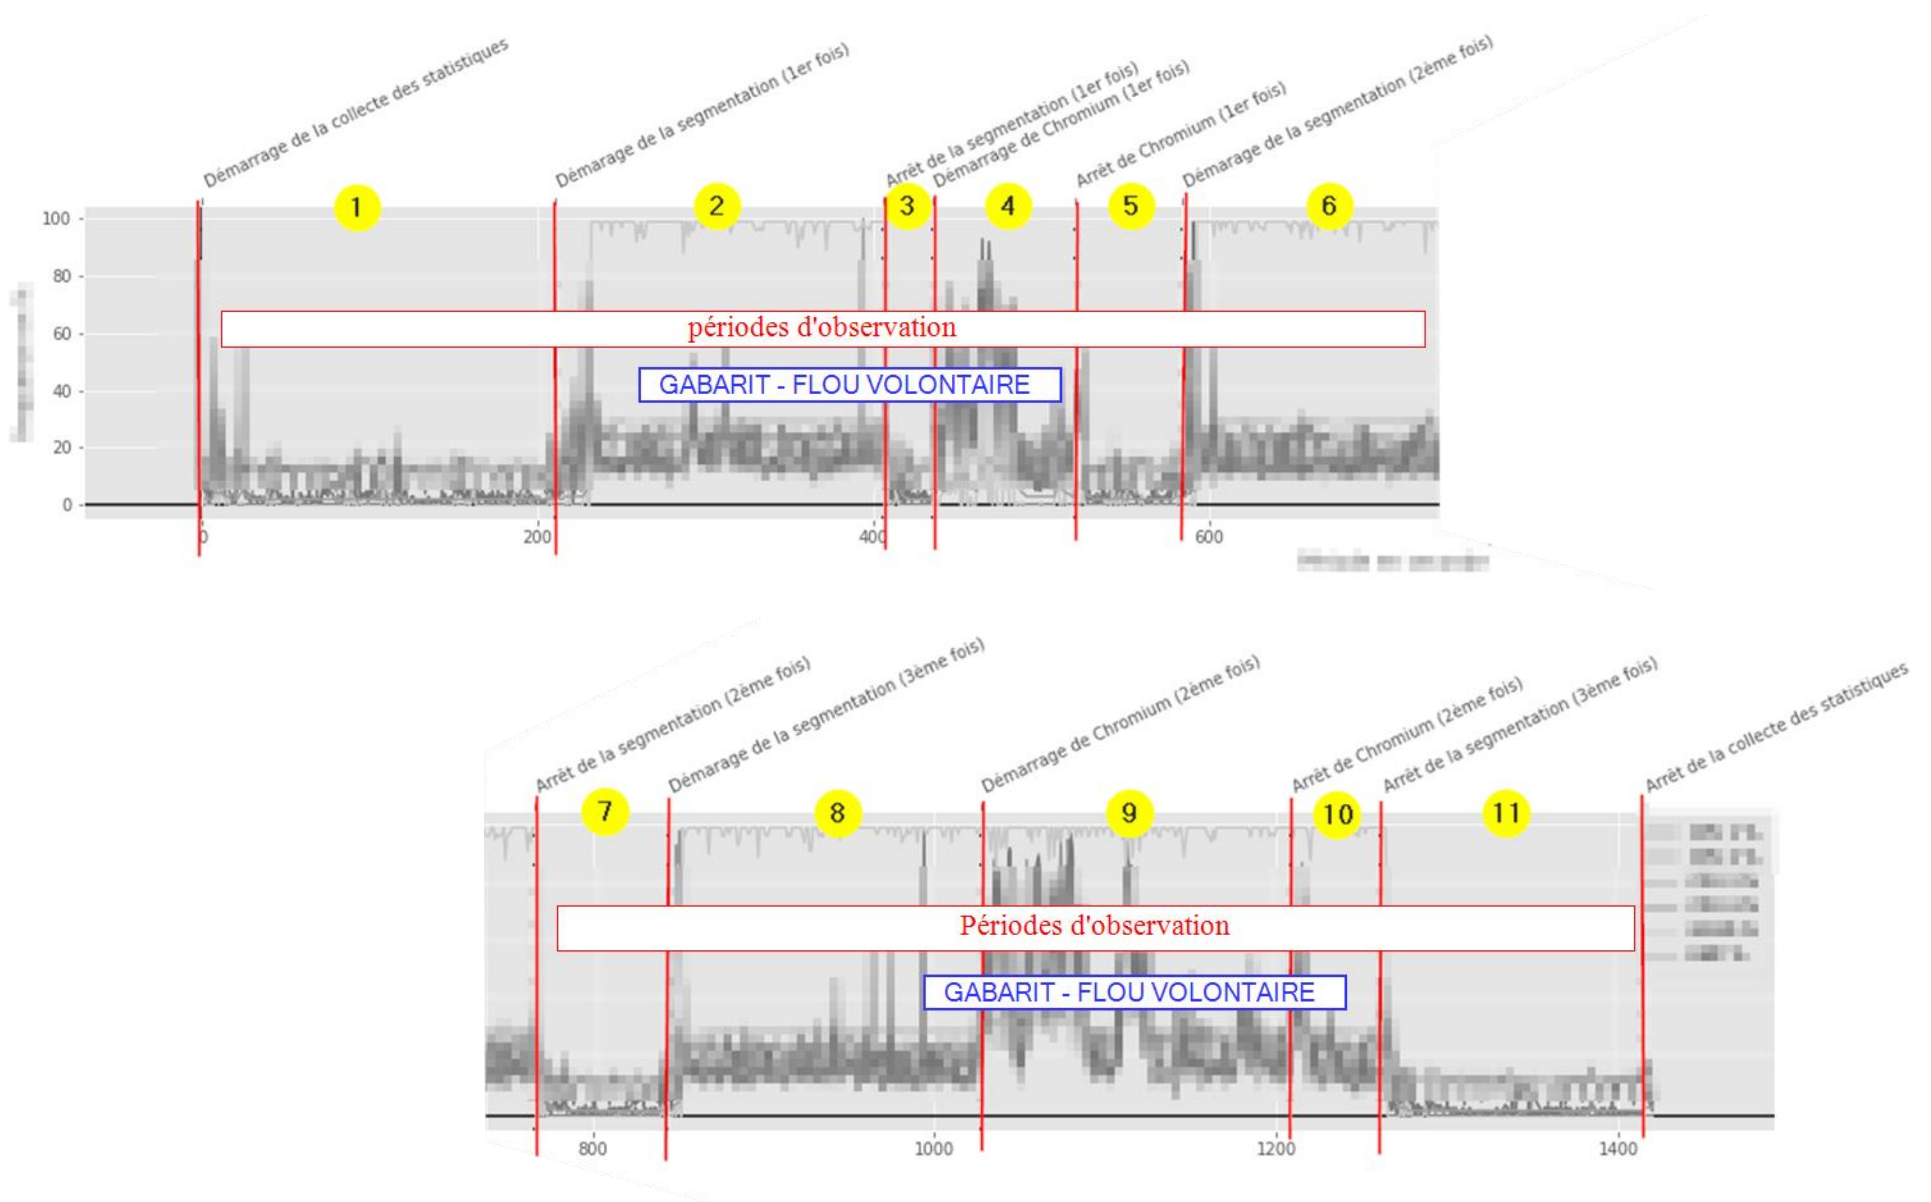 Démarrage de la collecte des statistiques
Démarage de la segmentation (1er fois)
Arrêt de la segmentation (1er fois)
Démarrage de Chromium (1er fois)
Arrêt de Chromium (1er fois)
Démarage de la segmentation (2ème fois)
1 2 3 4 5 6
100
80
60
40
20
0
périodes d'observation
GABARIT - FLOU VOLONTAIRE
0 200 400 600
Arrêt de la segmentation (2ème fois)
Démarage de la segmentation (3ème fois)
Démarrage de Chromium (2ème fois)
Arrêt de Chromium (2ème fois)
Arrêt de la segmentation (3ème fois)
Arrêt de la collecte des statistiques
7 8 9 10 11
Périodes d'observation
GABARIT - FLOU VOLONTAIRE
800 1000 1200 1400